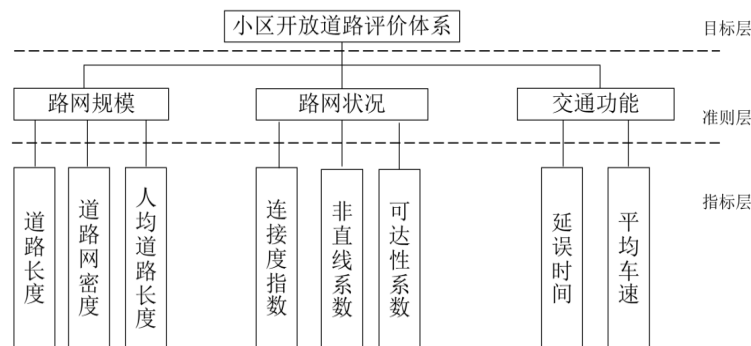 小区开放道路评价体系
目标层
路网规模
路网状况
交通功能
准则层
道路长度
道路网密度
人均道路长度
连接度指数
非直线系数
可达性系数
延误时间
平均车速
指标层